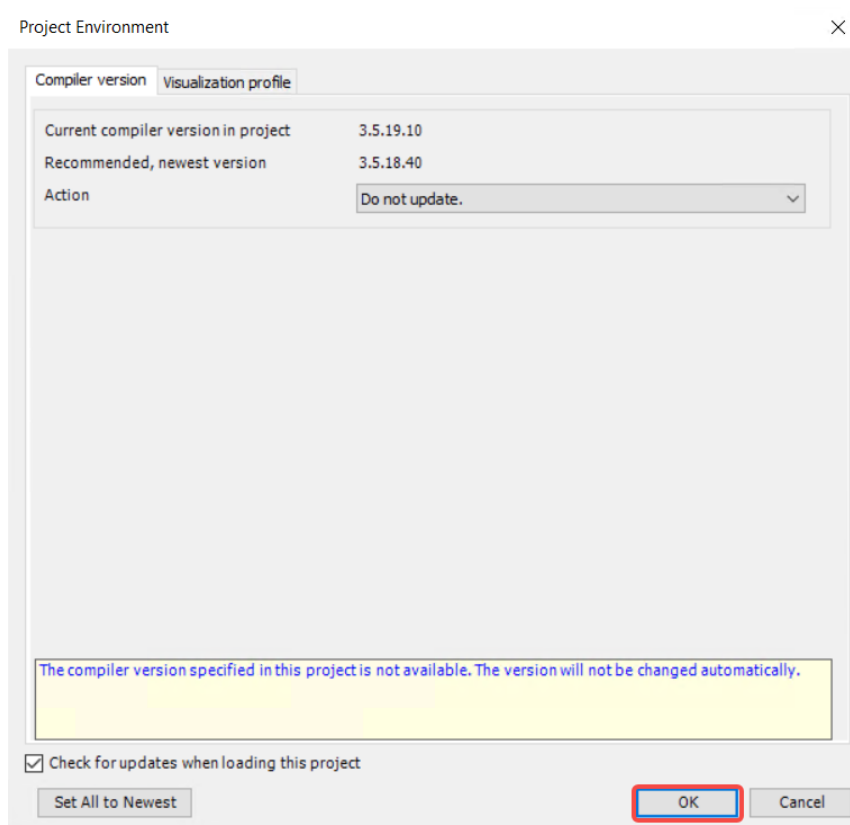 Project Environment
Compiler version Visualization profile
Current compiler version in project 3.5.19.10
Recommended, newest version 3.5.18.40
Action Do not update.
The compiler version specified in this project is not available. The version will not be changed automatically.
Check for updates when loading this project
Set All to Newest OK Cancel